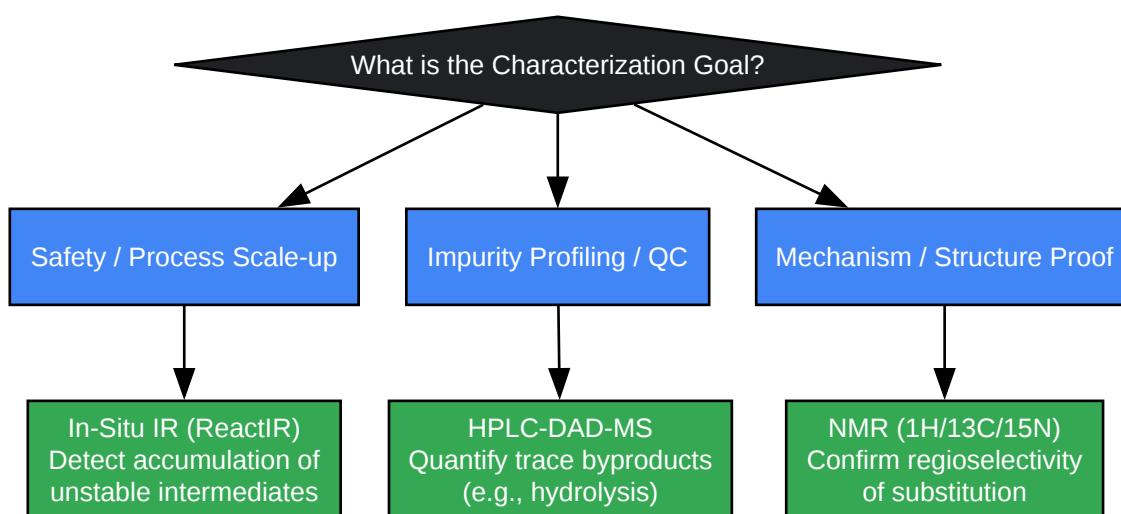 What is the Characterization Goal?
Safety / Process Scale-up
Impurity Profiling / QC
Mechanism / Structure Proof
In-Situ IR (ReactIR)
Detect accumulation of
unstable intermediates
HPLC-DAD-MS
Quantify trace byproducts
(e.g., hydrolysis)
NMR (1H/13C/15N)
Confirm regioselectivity
of substitution